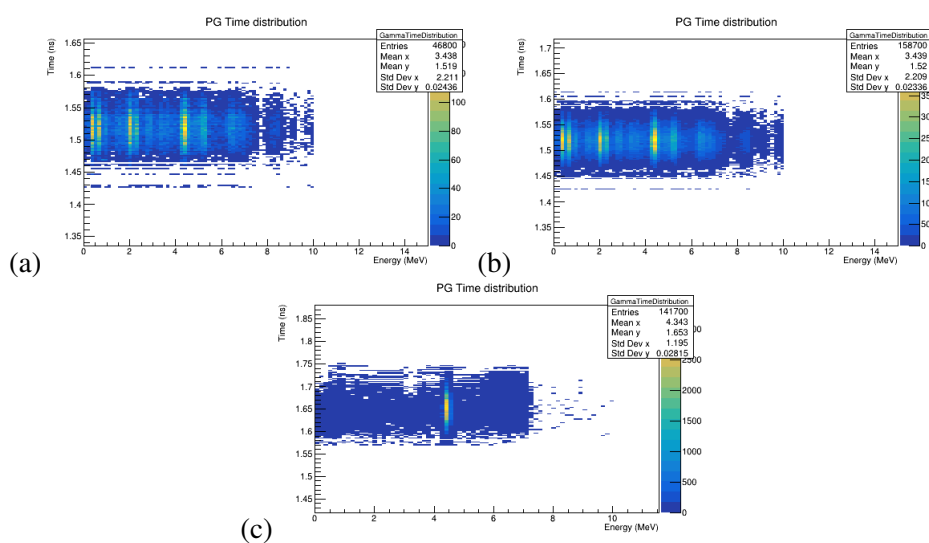 PG Time distribution
Time (ns)
GammaTimeDistribution
Entries 46800
Mean x 3.438
Mean y 1.519
Std Dev x 2.211
Std Dev y 0.02436
1.65
1.6
1.55
1.5
1.45
1.4
1.35
0 2 4 6 8 10 12 14
Energy (MeV)
100
80
60
40
20
0
(a)
PG Time distribution
Time (ns)
GammaTimeDistribution
Entries 158700
Mean x 3.439
Mean y 1.52
Std Dev x 2.209
Std Dev y 0.02336
1.7
1.65
1.6
1.55
1.5
1.45
1.4
1.35
0 2 4 6 8 10 12 14
Energy (MeV)
(b)
PG Time distribution
Time (ns)
GammaTimeDistribution
Entries 141700
Mean x 4.343
Mean y 1.653
Std Dev x 1.195
Std Dev y 0.02815
1.85
1.8
1.75
1.7
1.65
1.6
1.55
1.5
1.45
0 2 4 6 8 10
Energy (MeV)
2500
2000
1500
1000
500
0
(c)